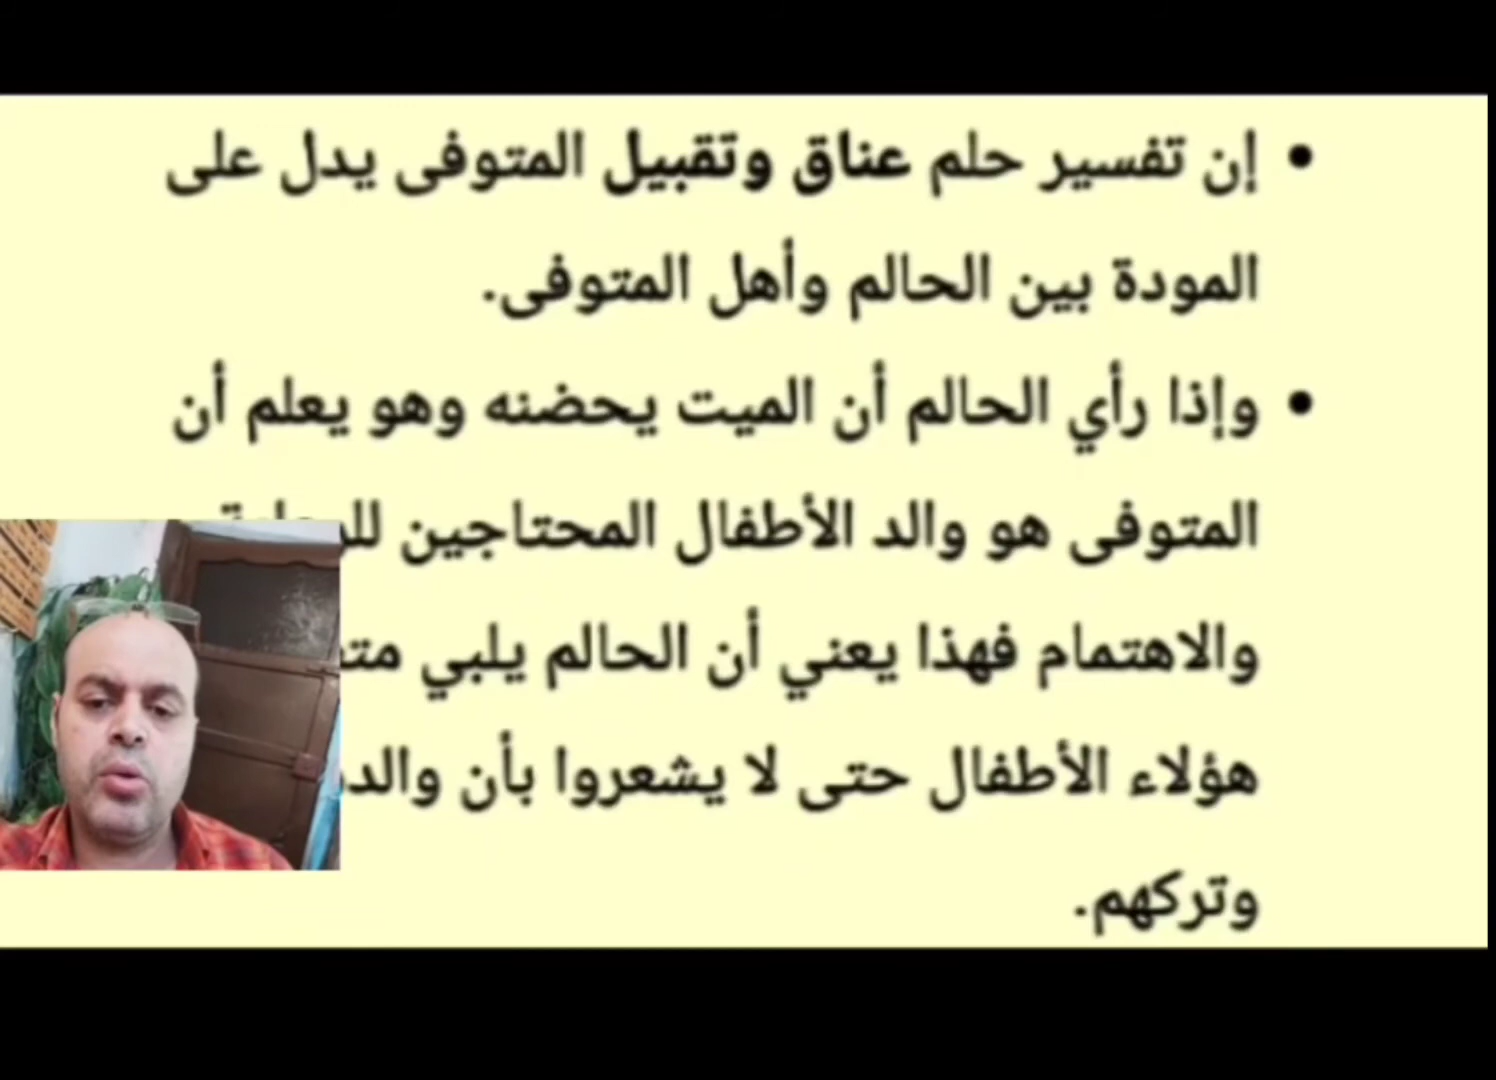 إن تفسير حلم عناق وتقبيل المتوفى يدل على
المودة بين الحالم وأهل المتوفى.
وإذا رأي الحالم أن الميت يحضنه وهو يعلم أن
المتوفى هو والد الأطفال المحتاجين
والاهتمام فهذا يعني أن الحالم يلبي
هؤلاء الأطفال حتى لا يشعروا بأن
وتركهم.